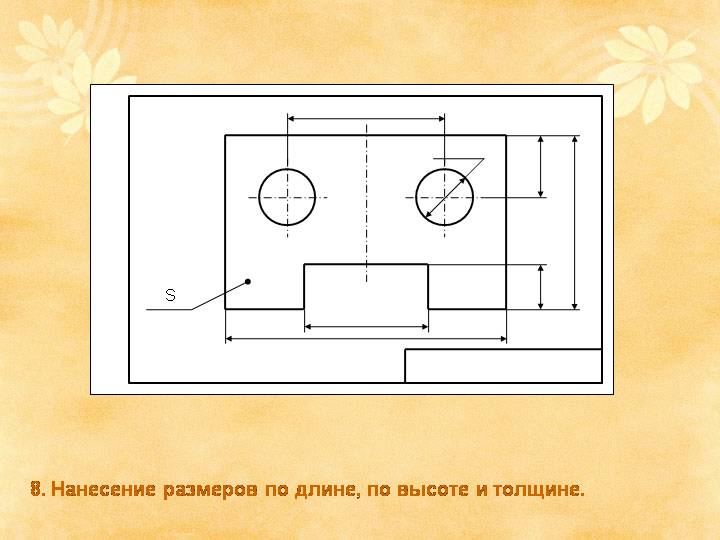 S
8. Нанесение размеров по длине, по высоте и толщине.